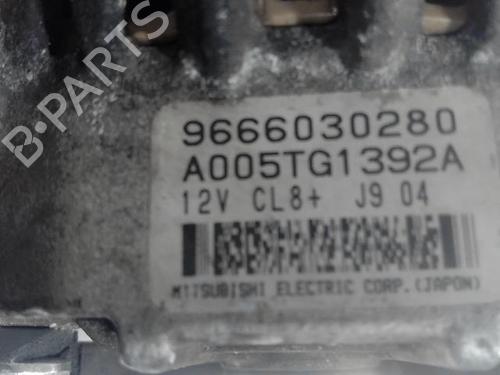 9666030280
A005TG1392A
12V CL8+ J9 04
MITSUBISHI ELECTRIC CORP.(JAPON)
B-PARTS